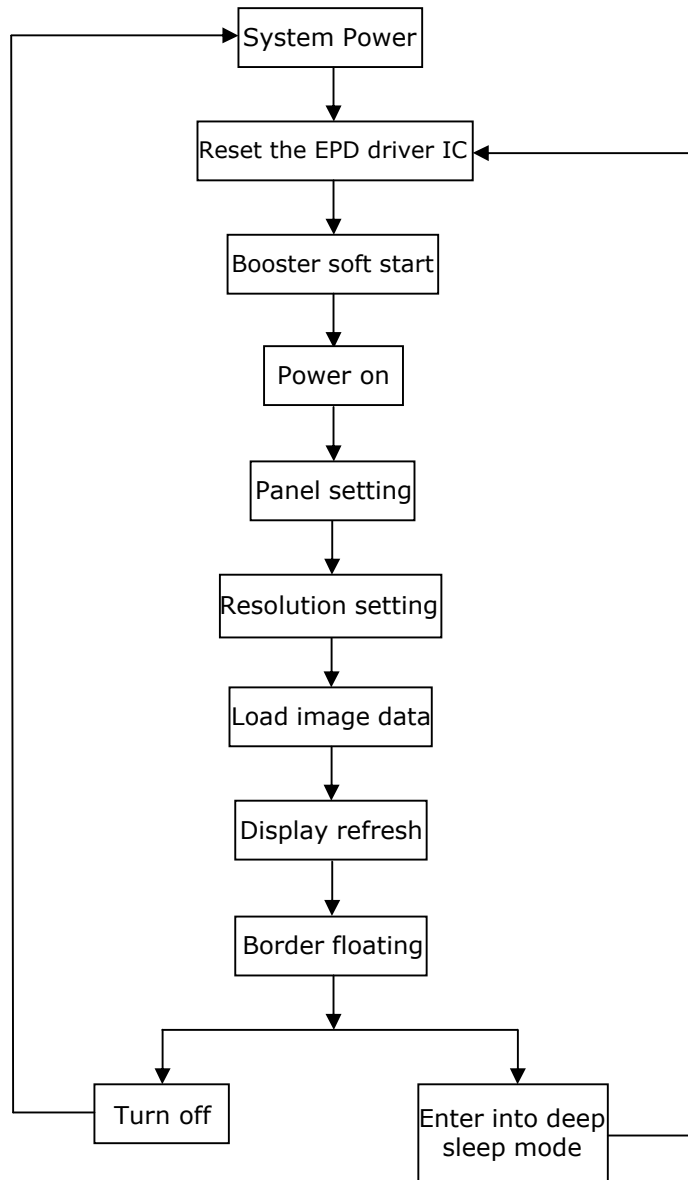 System Power
Reset the EPD driver IC
Booster soft start
Power on
Panel setting
Resolution setting
Load image data
Display refresh
Border floating
Turn off
Enter into deep
sleep mode